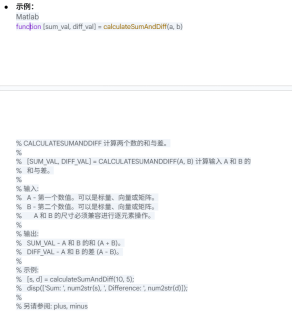 • 示例：
Matlab
function [sum_val, diff_val] = calculateSumAndDiff(a, b)
% CALCULATESUMANDDIFF 计算两个数的和与差。
%
% [SUM_VAL, DIFF_VAL] = CALCULATESUMANDDIFF(A, B) 计算输入 A 和 B 的
% 和与差。
%
% 输入:
% A - 第一个数值。可以是标量、向量或矩阵。
% B - 第二个数值。可以是标量、向量或矩阵。
% A 和 B 的尺寸必须兼容进行逐元素操作。
%
% 输出:
% SUM_VAL - A 和 B 的和 (A + B)。
% DIFF_VAL - A 和 B 的差 (A - B)。
%
% 示例:
% [s, d] = calculateSumAndDiff(10, 5);
% disp(['Sum: ', num2str(s), ', Difference: ', num2str(d)]);
%
% 另请参阅: plus, minus